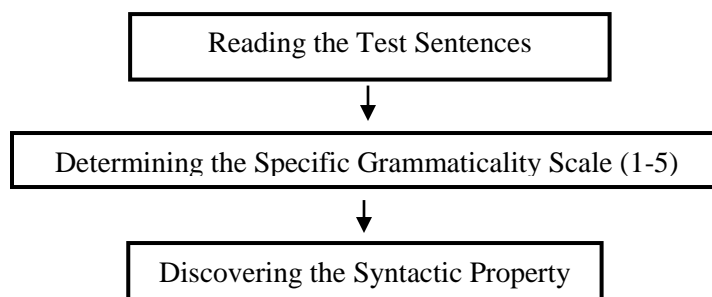 Reading the Test Sentences
Determining the Specific Grammaticality Scale (1-5)
Discovering the Syntactic Property